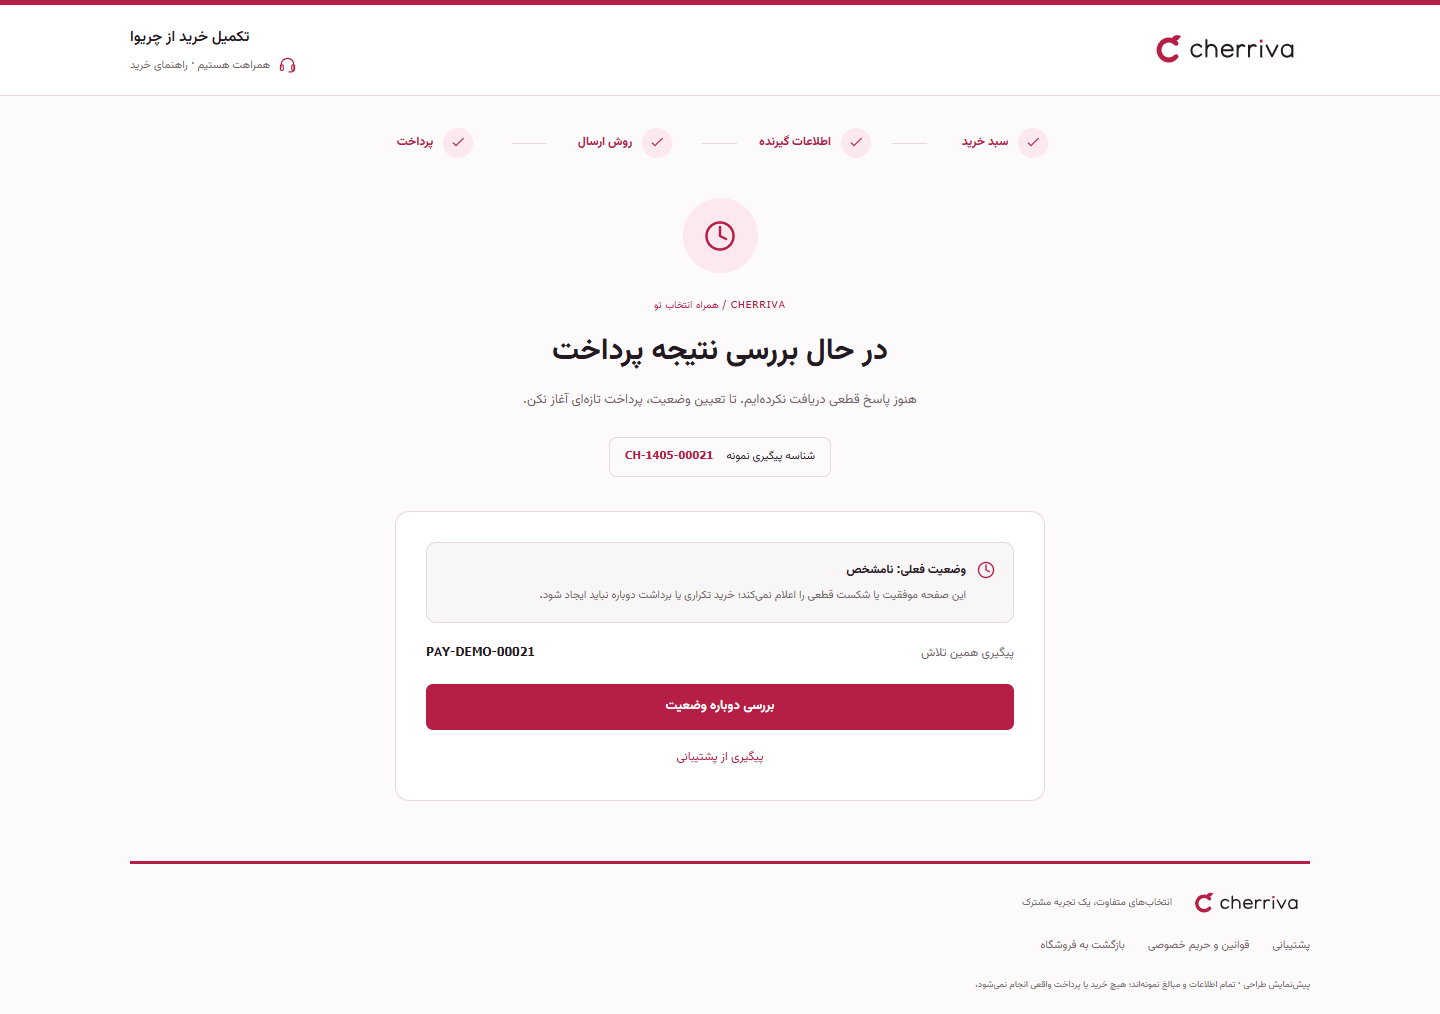 cherriva
تکمیل خرید از چریوا
همراهت هستیم · راهنمای خرید
سبد خرید
اطلاعات گیرنده
روش ارسال
پرداخت
CHERRIVA / همراه انتخاب تو
در حال بررسی نتیجه پرداخت
هنوز پاسخ قطعی دریافت نکرده‌ایم. تا تعیین وضعیت، پرداخت تازه‌ای آغاز نکن.
شناسه پیگیری نمونه CH-1405-00021
وضعیت فعلی: نامشخص
این صفحه موفقیت یا شکست قطعی را اعلام نمی‌کند؛ خرید تکراری یا برداشت دوباره نباید ایجاد شود.
پیگیری همین تلاش PAY-DEMO-00021
بررسی دوباره وضعیت
پیگیری از پشتیبانی
cherriva انتخاب‌های متفاوت، یک تجربه مشترک
پشتیبانی قوانین و حریم خصوصی بازگشت به فروشگاه
پیش‌نمایش طراحی · تمام اطلاعات و مبالغ نمونه‌اند؛ هیچ خرید یا پرداخت واقعی انجام نمی‌شود.